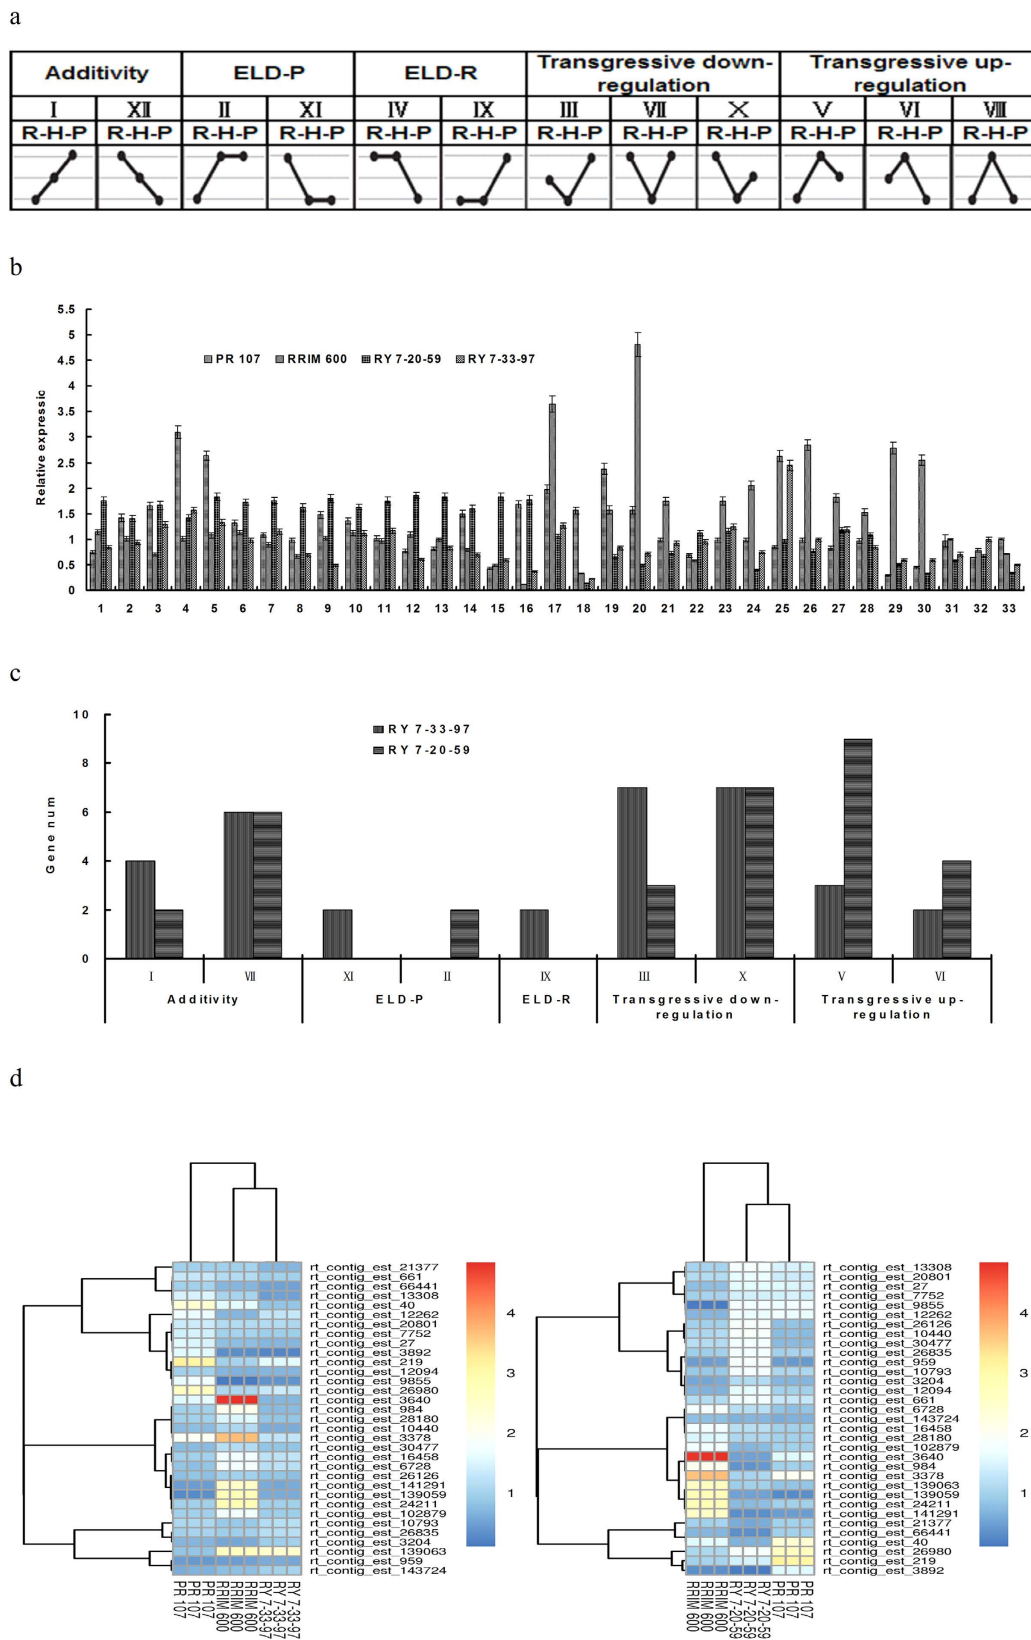 a
Additivity ELD-P ELD-R Transgressive down-regulation Transgressive up-regulation
I XII II XI IV IX III VII X V VI VIII
R-H-P R-H-P R-H-P R-H-P R-H-P R-H-P R-H-P R-H-P R-H-P R-H-P R-H-P R-H-P
b
Relative expressic
5.5
5
4.5
4
3.5
3
2.5
2
1.5
1
0.5
0
PR 107 RRIM 600 RY 7-20-59 RY 7-33-97
1 2 3 4 5 6 7 8 9 10 11 12 13 14 15 16 17 18 19 20 21 22 23 24 25 26 27 28 29 30 31 32 33
c
Gene num
10
8
6
4
2
0
RY 7-33-97
RY 7-20-59
I VII XI II IX III X V VI
Additivity ELD-P ELD-R Transgressive down-regulation Transgressive up-regulation
d
rt_contig_est_21377
rt_contig_est_661
rt_contig_est_66441
rt_contig_est_13308
rt_contig_est_40
rt_contig_est_12262
rt_contig_est_20801
rt_contig_est_7752
rt_contig_est_27
rt_contig_est_3892
rt_contig_est_219
rt_contig_est_12094
rt_contig_est_9855
rt_contig_est_26980
rt_contig_est_3640
rt_contig_est_984
rt_contig_est_28180
rt_contig_est_10440
rt_contig_est_3378
rt_contig_est_30477
rt_contig_est_16458
rt_contig_est_6728
rt_contig_est_26126
rt_contig_est_141291
rt_contig_est_139059
rt_contig_est_24211
rt_contig_est_102879
rt_contig_est_10793
rt_contig_est_26835
rt_contig_est_3204
rt_contig_est_139063
rt_contig_est_959
rt_contig_est_143724
PR 107
PR 107
PR 107
RRIM 600
RRIM 600
RRIM 600
RY 7-33-97
RY 7-33-97
RY 7-33-97
4
3
2
1
rt_contig_est_13308
rt_contig_est_20801
rt_contig_est_27
rt_contig_est_7752
rt_contig_est_9855
rt_contig_est_12262
rt_contig_est_26126
rt_contig_est_10440
rt_contig_est_30477
rt_contig_est_26835
rt_contig_est_959
rt_contig_est_10793
rt_contig_est_3204
rt_contig_est_12094
rt_contig_est_661
rt_contig_est_6728
rt_contig_est_143724
rt_contig_est_16458
rt_contig_est_28180
rt_contig_est_102879
rt_contig_est_3640
rt_contig_est_984
rt_contig_est_3378
rt_contig_est_139063
rt_contig_est_139059
rt_contig_est_24211
rt_contig_est_141291
rt_contig_est_21377
rt_contig_est_66441
rt_contig_est_40
rt_contig_est_26980
rt_contig_est_219
rt_contig_est_3892
RRIM 600
RRIM 600
RRIM 600
RY 7-20-59
RY 7-20-59
RY 7-20-59
PR 107
PR 107
PR 107
4
3
2
1